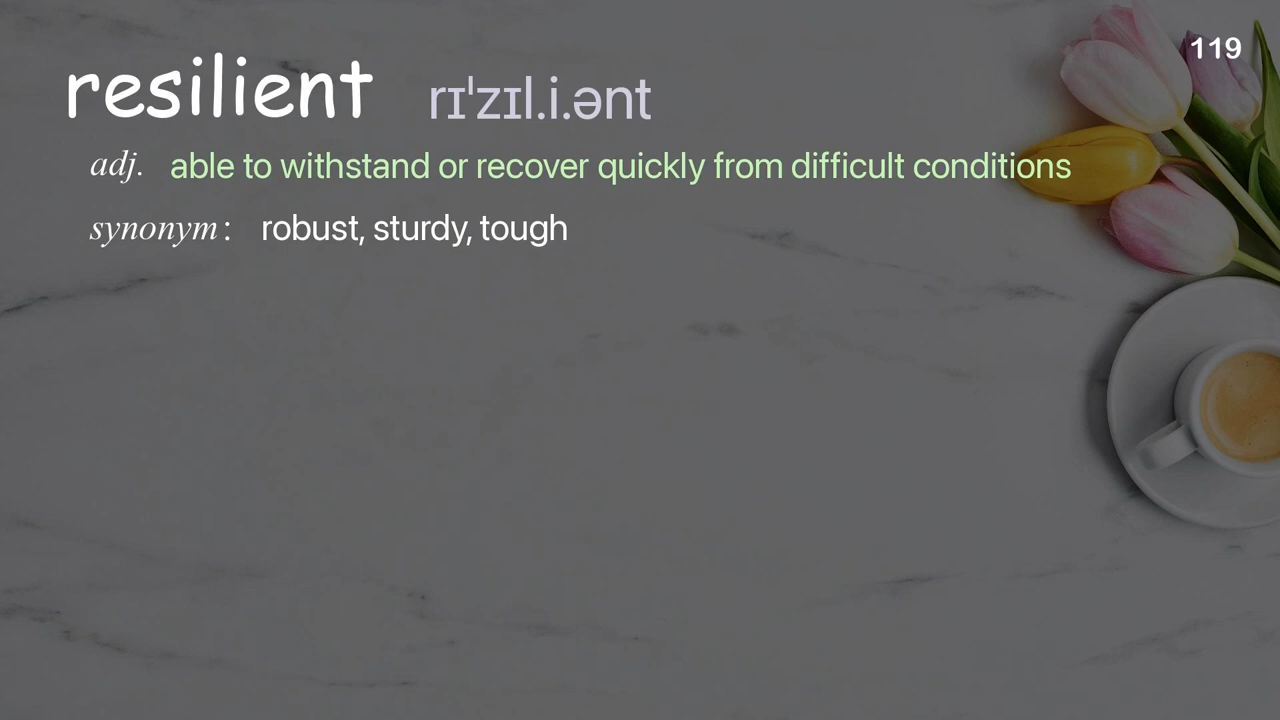 119
resilient rɪˈzɪl.i.ənt
adj. able to withstand or recover quickly from difficult conditions
synonym: robust, sturdy, tough